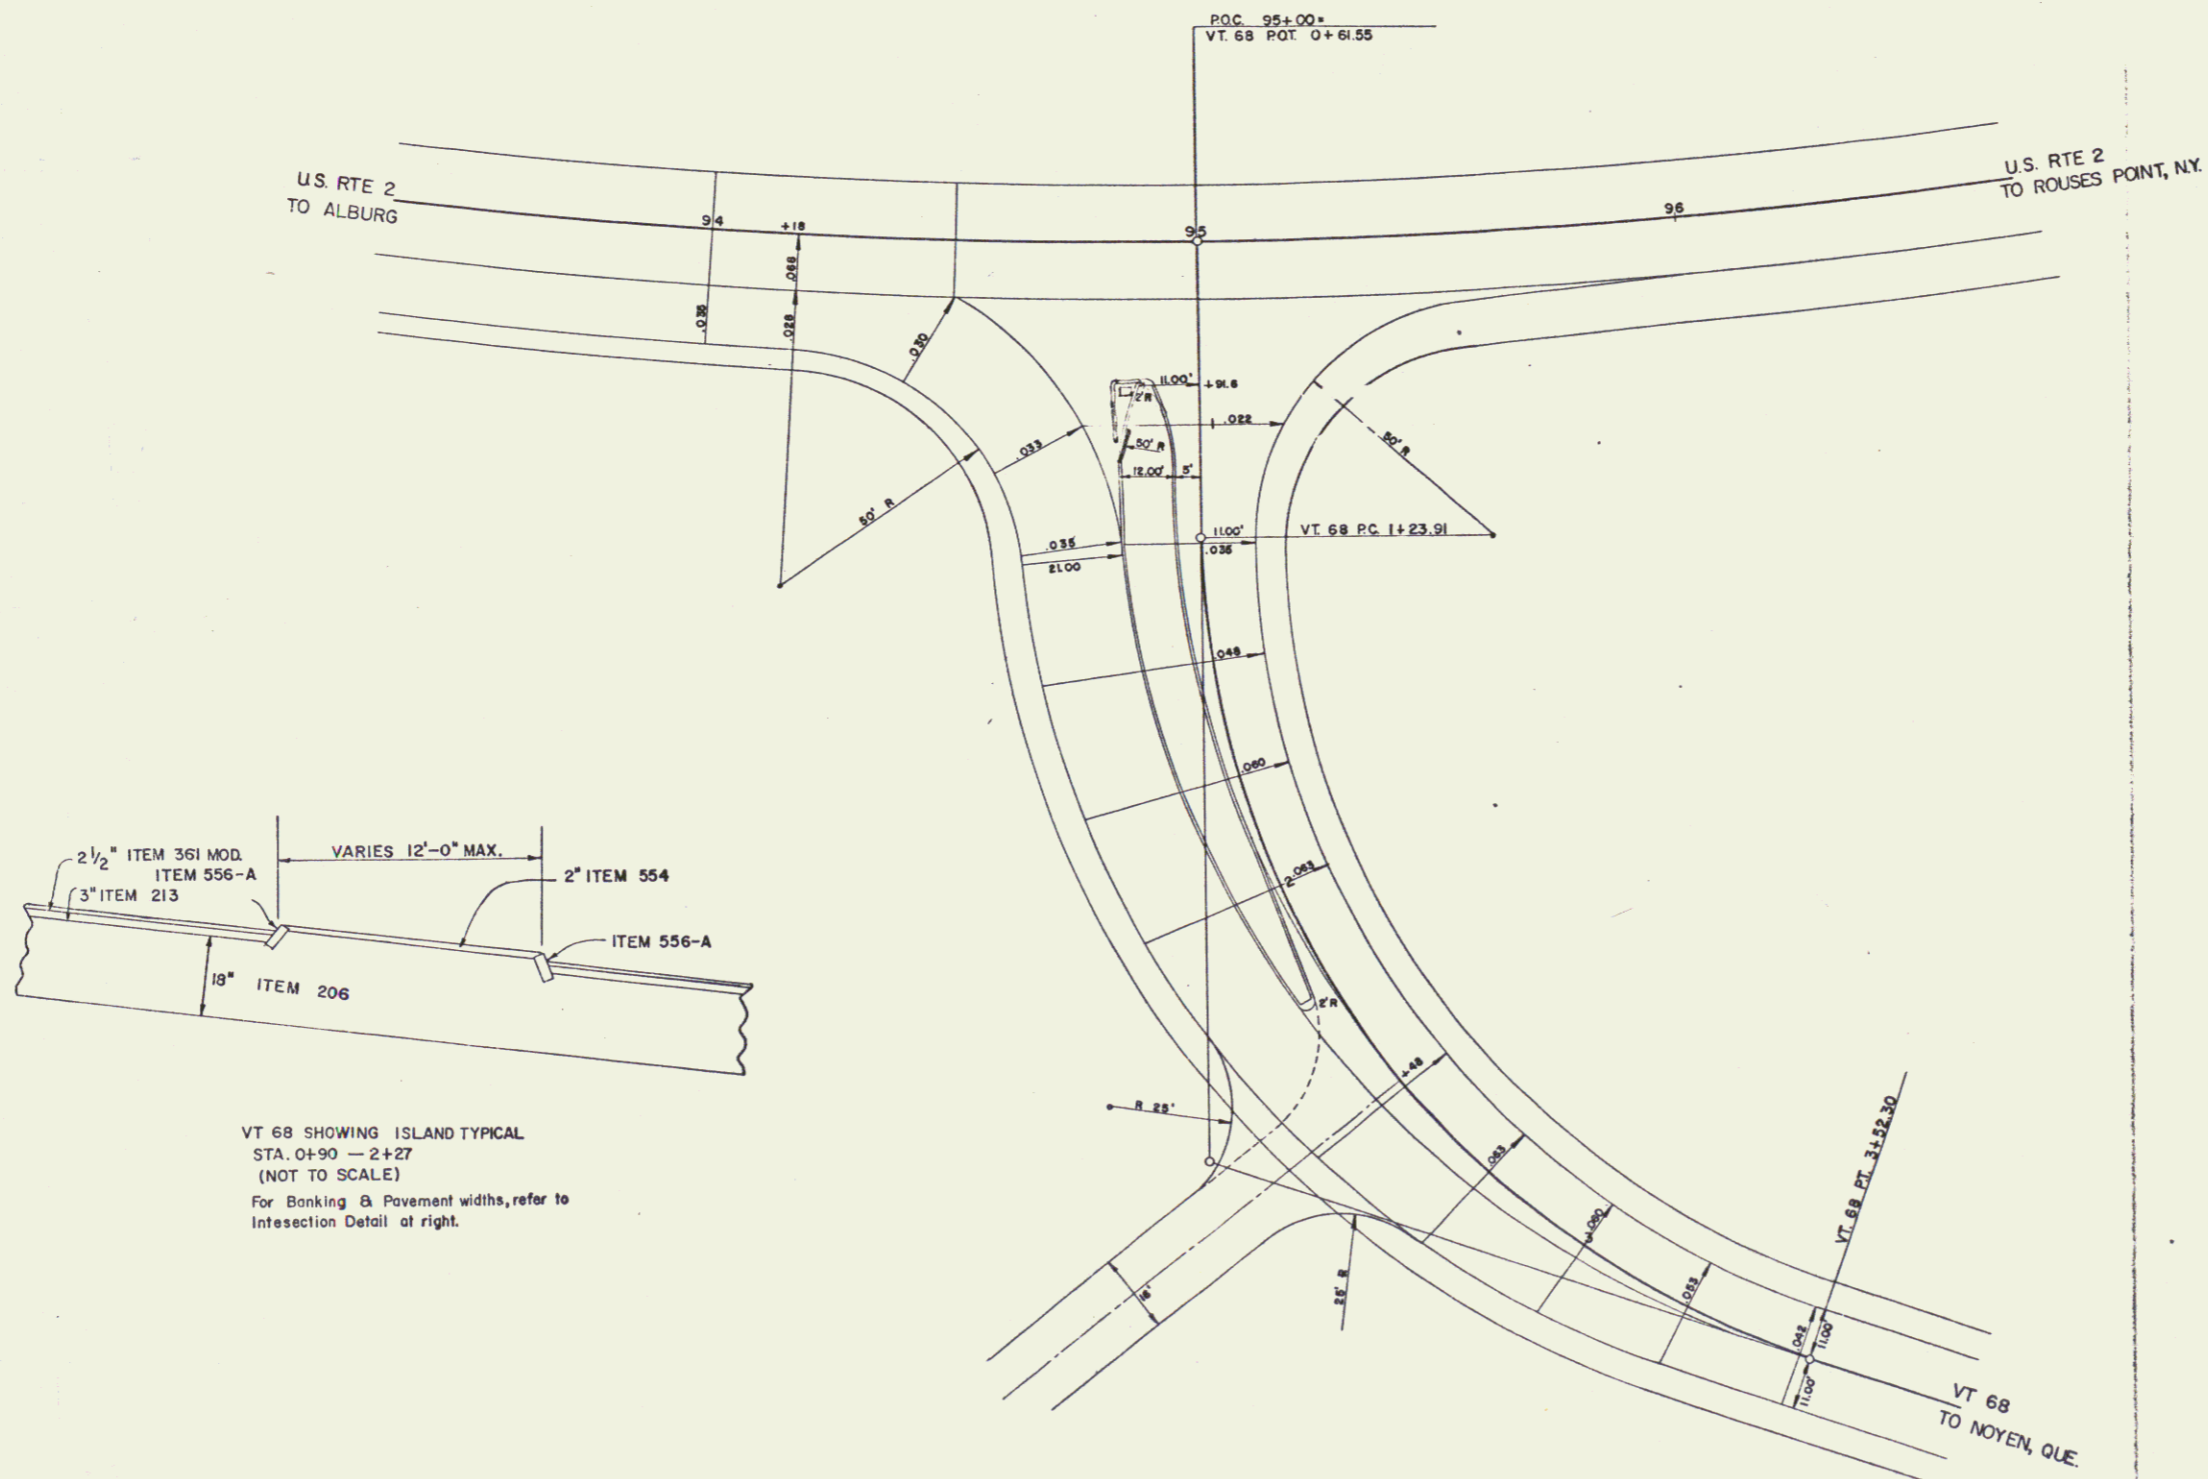 P.O.C. 95+00=
VT. 68 P.O.T. 0+61.55
U.S. RTE 2
TO ALBURG
U.S. RTE 2
TO ROUSES POINT, N.Y.
94
+18
95
96
.066
.035
.028
.030
11.00'
+91.6
2'R
.022
.033
50' R
50' R
12.00'
5'
50' R
11.00'
VT. 68 P.C. 1+23.91
.035
.035
21.00
.048
.060
2
.063
2'R
+48
R 25'
.063
3
.060
.053
25' R
16'
VT. 68 P.T. 3+52.30
.042
11.00'
11.00'
VT 68
TO NOYEN, QUE.
2½" ITEM 361 MOD.
ITEM 556-A
3" ITEM 213
VARIES 12'-0" MAX.
2" ITEM 554
ITEM 556-A
18" ITEM 206
VT 68 SHOWING ISLAND TYPICAL
STA. 0+90 — 2+27
(NOT TO SCALE)
For Banking & Pavement widths, refer to
Intesection Detail at right.